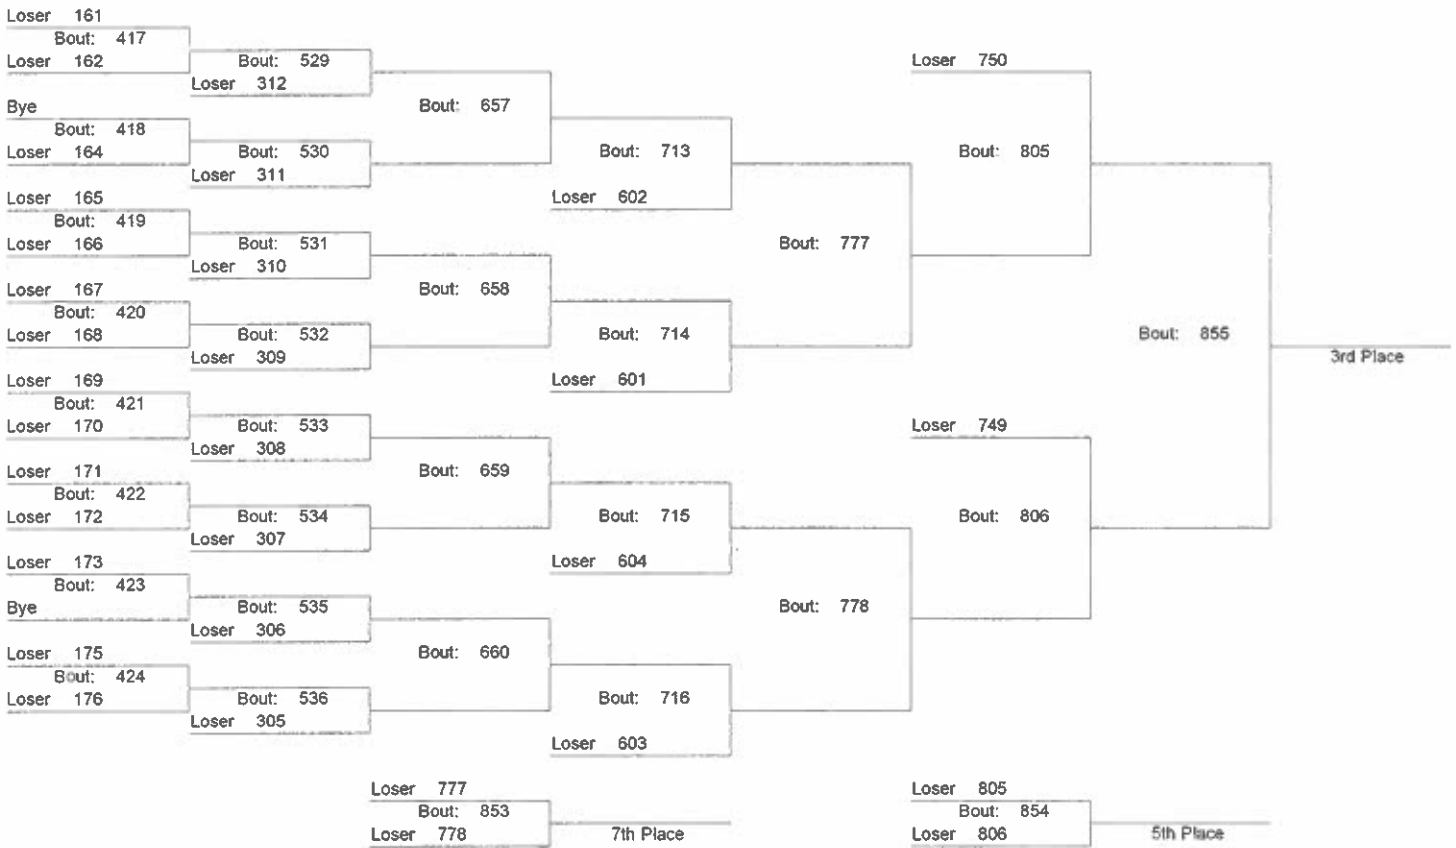 Loser 161
Bout: 417
Loser 162
Bout: 529
Loser 312
Bye
Bout: 418
Loser 164
Bout: 530
Loser 311
Loser 165
Bout: 419
Loser 166
Bout: 531
Loser 310
Loser 167
Bout: 420
Loser 168
Bout: 532
Loser 309
Loser 169
Bout: 421
Loser 170
Bout: 533
Loser 308
Loser 171
Bout: 422
Loser 172
Bout: 534
Loser 307
Loser 173
Bout: 423
Bye
Bout: 535
Loser 306
Loser 175
Bout: 424
Loser 176
Bout: 536
Loser 305
Bout: 657
Bout: 658
Bout: 659
Bout: 660
Bout: 713
Loser 602
Bout: 714
Loser 601
Bout: 715
Loser 604
Bout: 716
Loser 603
Bout: 777
Bout: 778
Loser 750
Bout: 805
Loser 749
Bout: 806
Bout: 855
3rd Place
Loser 777
Bout: 853
Loser 778
7th Place
Loser 805
Bout: 854
Loser 806
5th Place